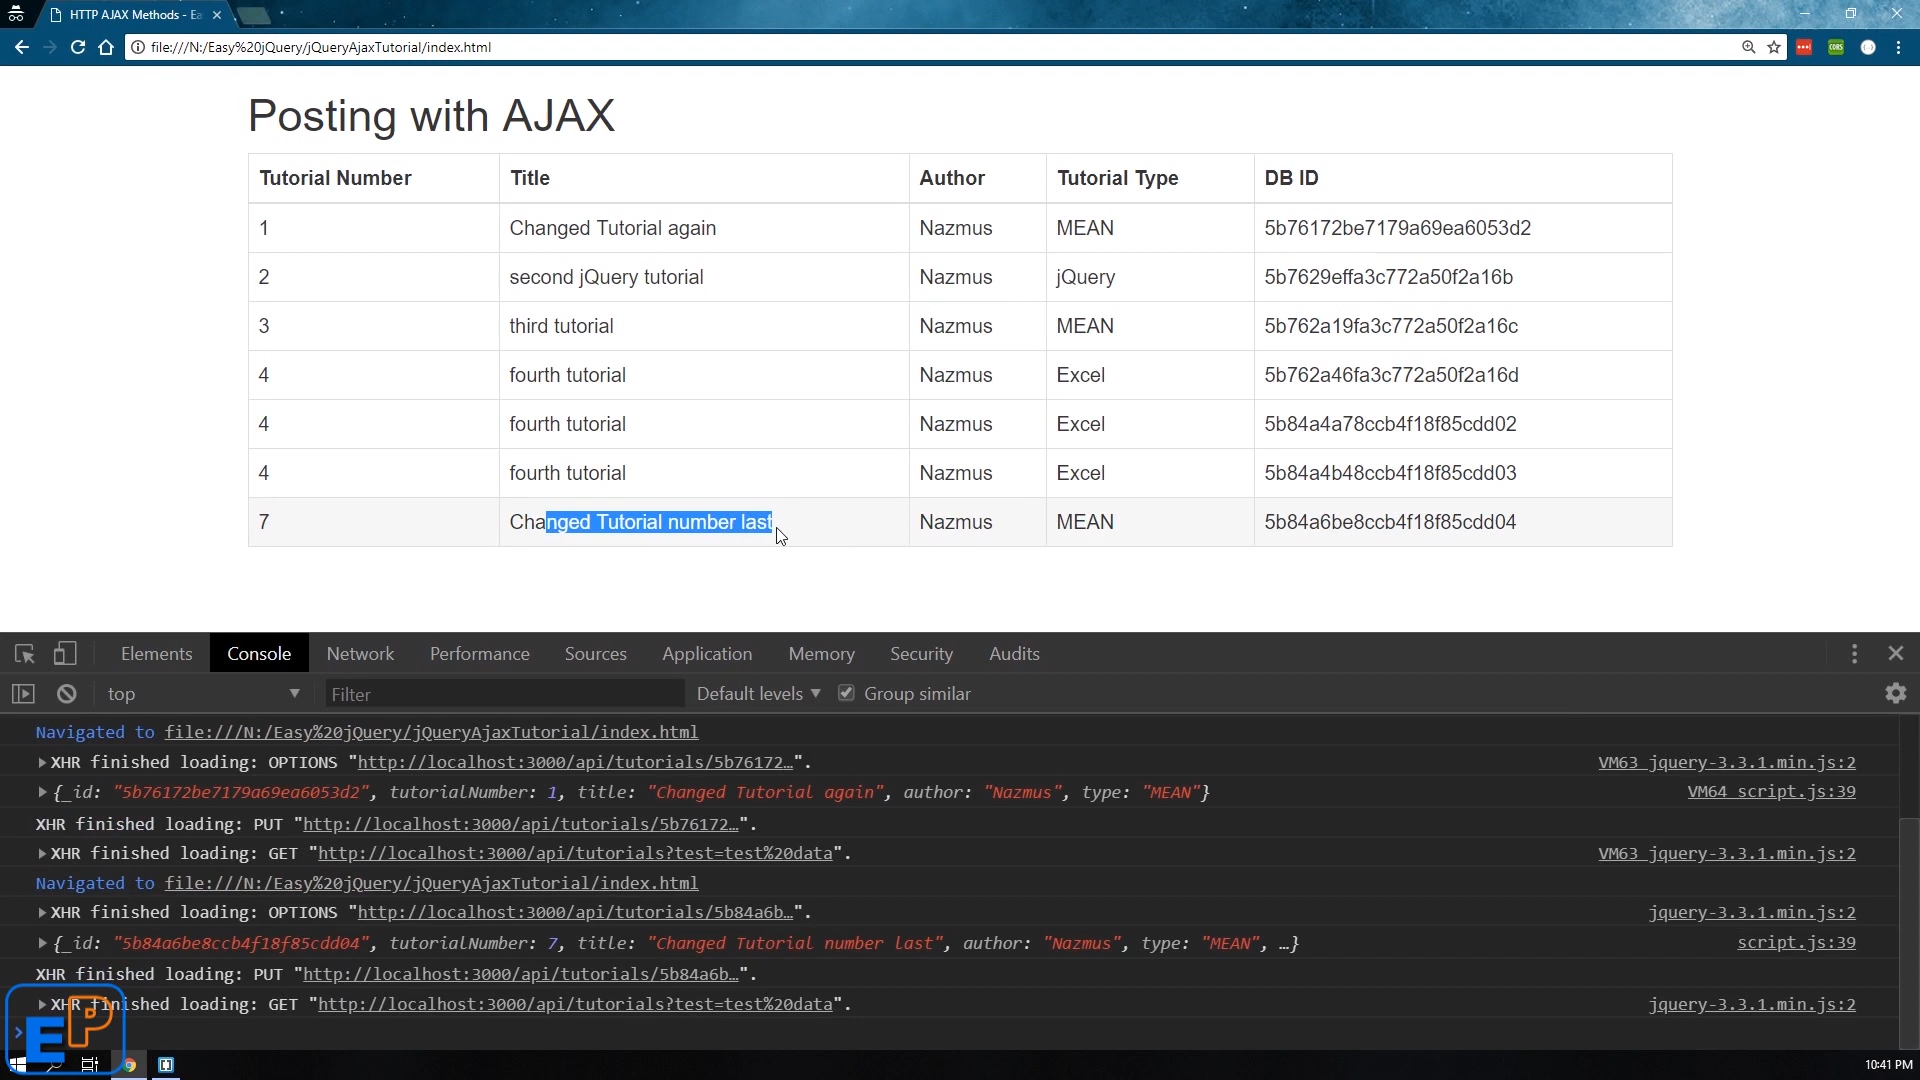 HTTP AJAX Methods - Ea
file:///N:/Easy%20jQuery/jQueryAjaxTutorial/index.html
CORS
Posting with AJAX
Tutorial Number Title Author Tutorial Type DB ID
1 Changed Tutorial again Nazmus MEAN 5b76172be7179a69ea6053d2
2 second jQuery tutorial Nazmus jQuery 5b7629effa3c772a50f2a16b
3 third tutorial Nazmus MEAN 5b762a19fa3c772a50f2a16c
4 fourth tutorial Nazmus Excel 5b762a46fa3c772a50f2a16d
4 fourth tutorial Nazmus Excel 5b84a4a78ccb4f18f85cdd02
4 fourth tutorial Nazmus Excel 5b84a4b48ccb4f18f85cdd03
7 Changed Tutorial number last Nazmus MEAN 5b84a6be8ccb4f18f85cdd04
Elements Console Network Performance Sources Application Memory Security Audits
top Filter Default levels Group similar
Navigated to file:///N:/Easy%20jQuery/jQueryAjaxTutorial/index.html
XHR finished loading: OPTIONS "http://localhost:3000/api/tutorials/5b76172…". VM63 jquery-3.3.1.min.js:2
{_id: "5b76172be7179a69ea6053d2", tutorialNumber: 1, title: "Changed Tutorial again", author: "Nazmus", type: "MEAN"} VM64 script.js:39
XHR finished loading: PUT "http://localhost:3000/api/tutorials/5b76172…".
XHR finished loading: GET "http://localhost:3000/api/tutorials?test=test%20data". VM63 jquery-3.3.1.min.js:2
Navigated to file:///N:/Easy%20jQuery/jQueryAjaxTutorial/index.html
XHR finished loading: OPTIONS "http://localhost:3000/api/tutorials/5b84a6b…". jquery-3.3.1.min.js:2
{_id: "5b84a6be8ccb4f18f85cdd04", tutorialNumber: 7, title: "Changed Tutorial number last", author: "Nazmus", type: "MEAN", …} script.js:39
XHR finished loading: PUT "http://localhost:3000/api/tutorials/5b84a6b…".
XHR finished loading: GET "http://localhost:3000/api/tutorials?test=test%20data". jquery-3.3.1.min.js:2
EP
10:41 PM